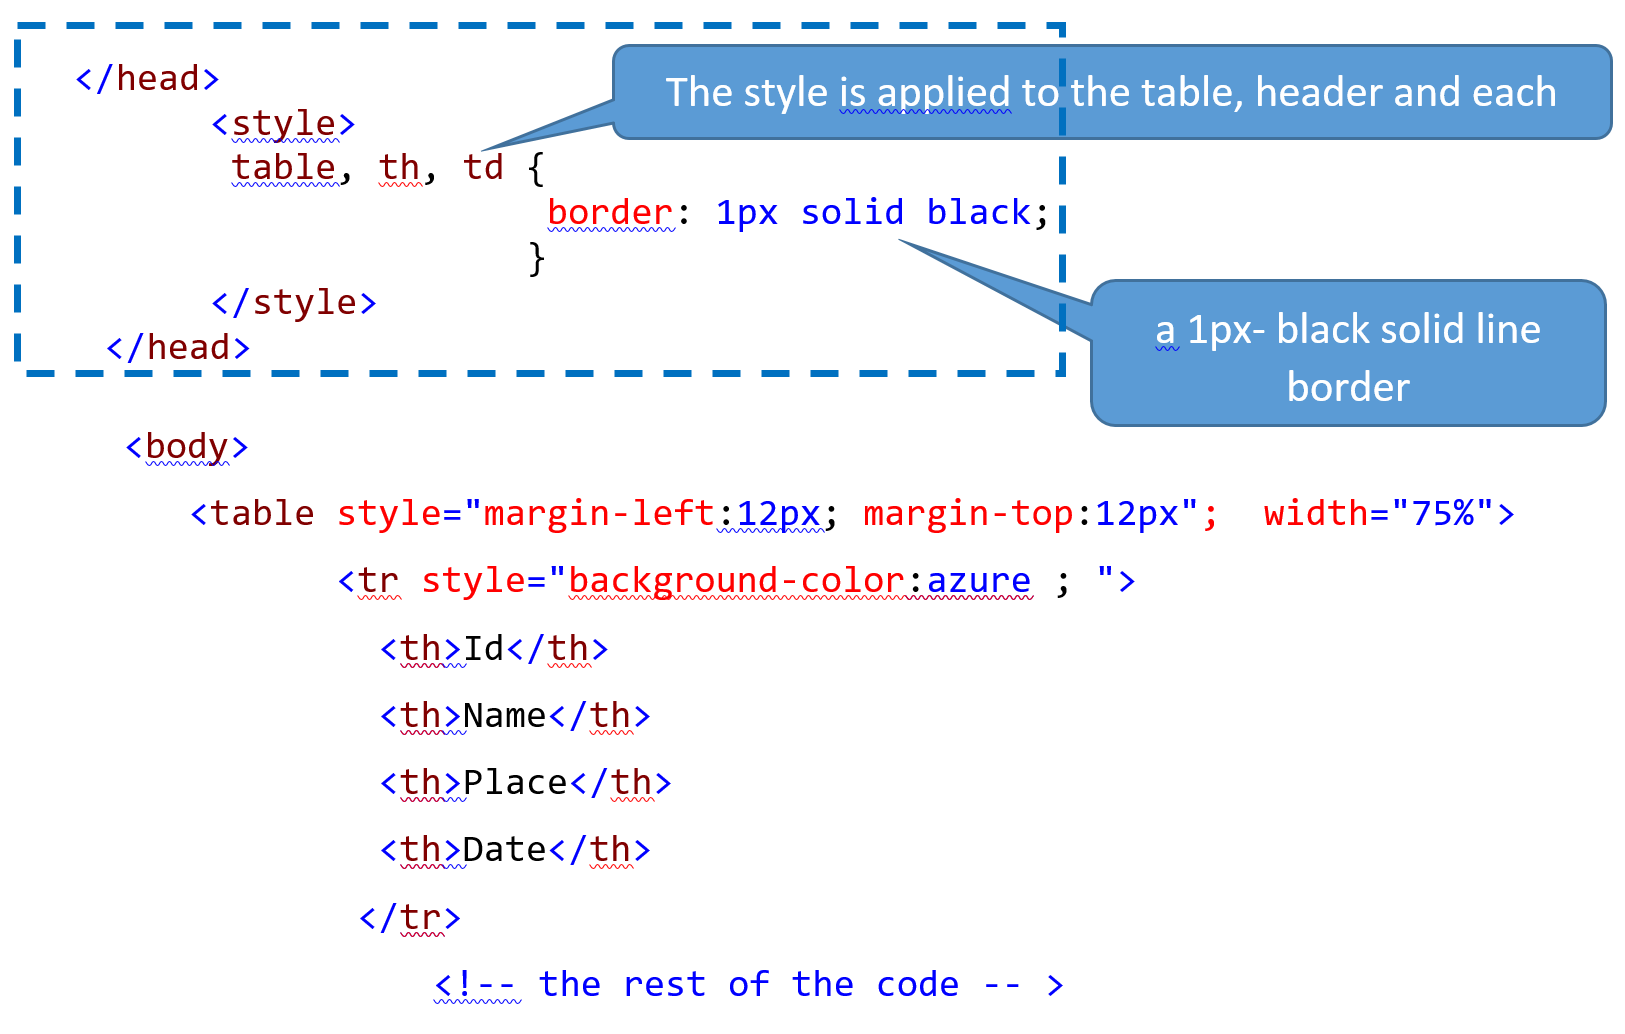 </head>
The style is applied to the table, header and each
<style>
table, th, td {
border: 1px solid black;
}
</style>
a 1px- black solid line
border
</head>
<body>
<table style="margin-left:12px; margin-top:12px";  width="75%">
<tr style="background-color:azure ; ">
<th>Id</th>
<th>Name</th>
<th>Place</th>
<th>Date</th>
</tr>
<!-- the rest of the code -- >